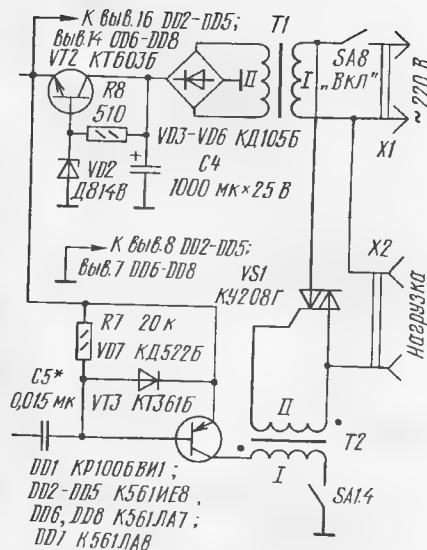 К выв. 16 DD2-DD5;
выв. 14 DD6-DD8
VT2 КТ603Б
R8
510
VD2
Д814В
VD3-VD6 КД105Б
C4
1000 мк×25 В
+
II
T1
I
SA8
„Вкл"
~220 В
X1
К выв. 8 DD2-DD5;
выв. 7 DD6-DD8
VS1
КУ208Г
X2
Нагрузка
R7 20 к
VD7 КД522Б
C5*
0,015 мк
VT3 КТ361Б
II
T2
I
SA1.4
DD1 КР1006ВИ1;
DD2-DD5 К561ИЕ8,
DD6, DD8 К561ЛА7;
DD7 К561ЛА8